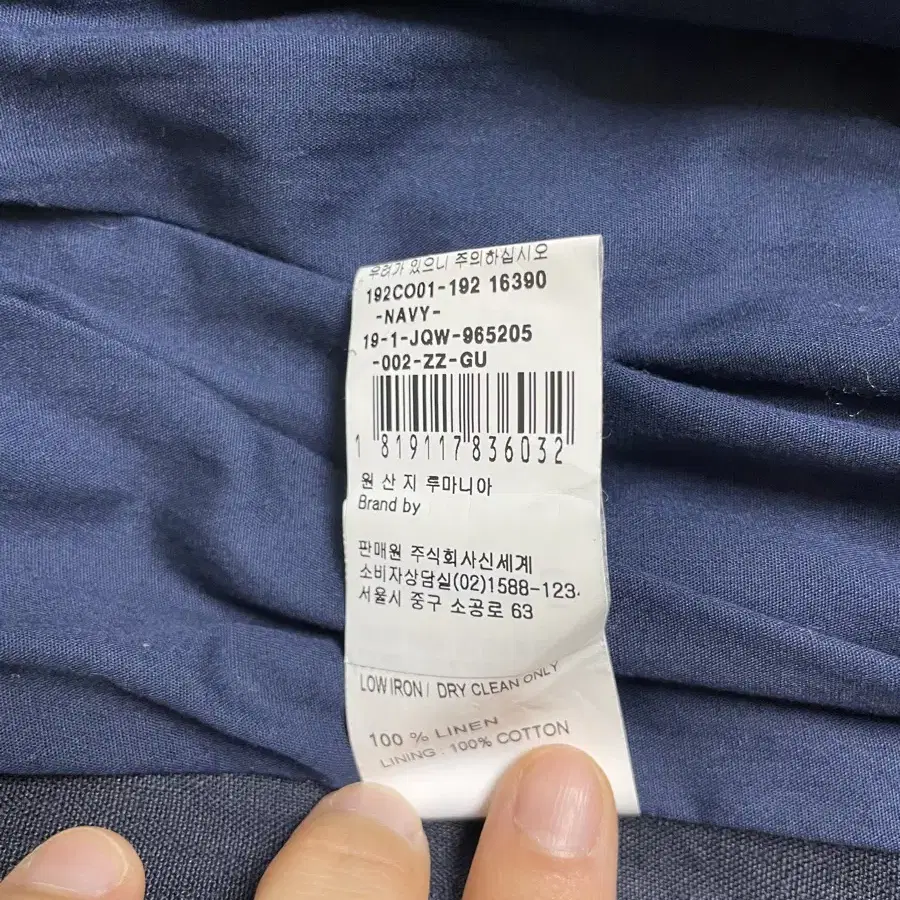 우려가 있으니 주의하십시오
192CO01-192 16390
-NAVY-
19-1-JQW-965205
-002-ZZ-GU
1 819117 836032
원 산 지 루마니아
Brand by
판매원 주식회사신세계
소비자상담실(02)1588-123
서울시 중구 소공로 63
LOW IRON / DRY CLEAN ONLY
100 % LINEN
LINING : 100% COTTON